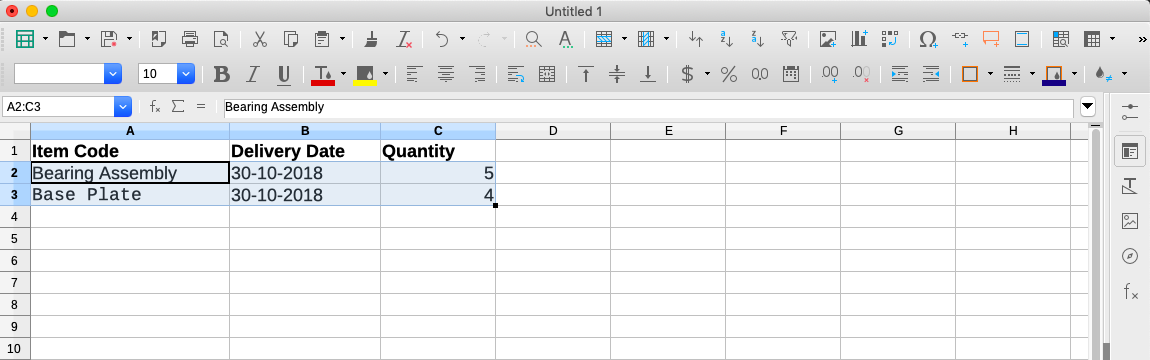 Untitled 1
10
A2:C3
Bearing Assembly
A B C D E F G H
1 Item Code Delivery Date Quantity
2 Bearing Assembly 30-10-2018 5
3 Base Plate 30-10-2018 4
4
5
6
7
8
9
10